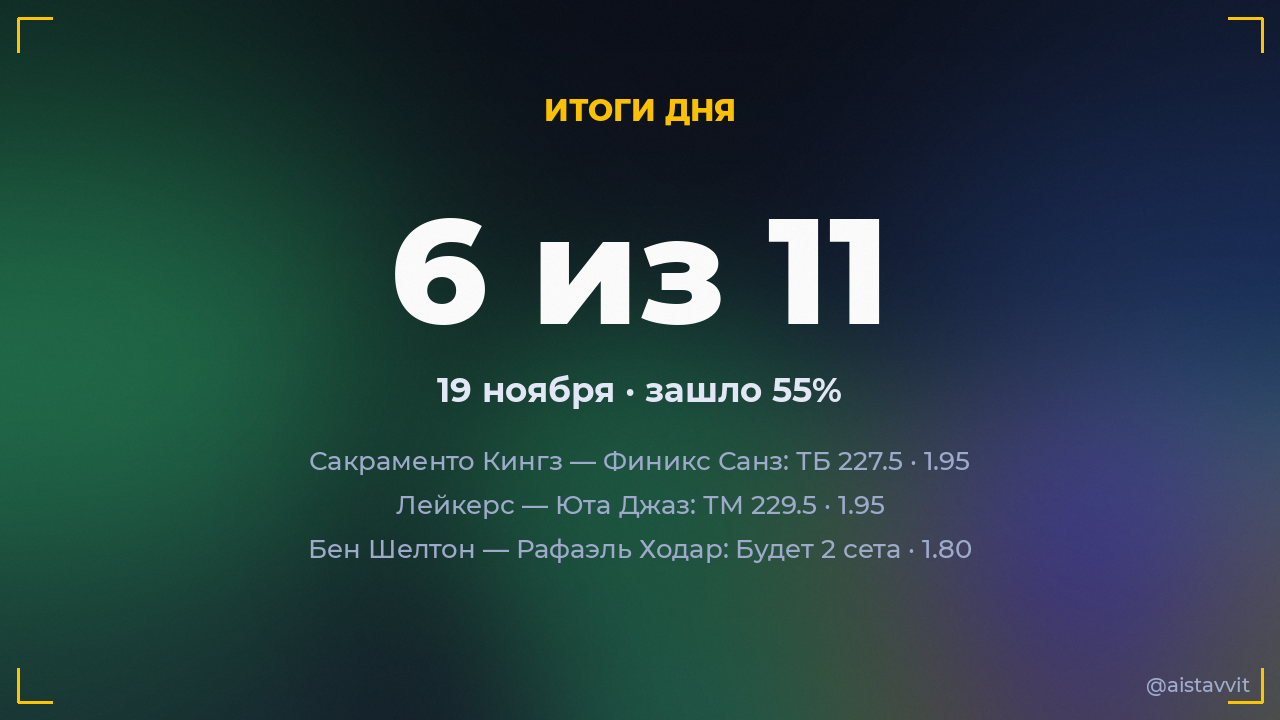 ИТОГИ ДНЯ
6 из 11
19 ноября · зашло 55%
Сакраменто Кингз — Финикс Санз: ТБ 227.5 · 1.95
Лейкерс — Юта Джаз: ТМ 229.5 · 1.95
Бен Шелтон — Рафаэль Ходар: Будет 2 сета · 1.80
@aistavvit